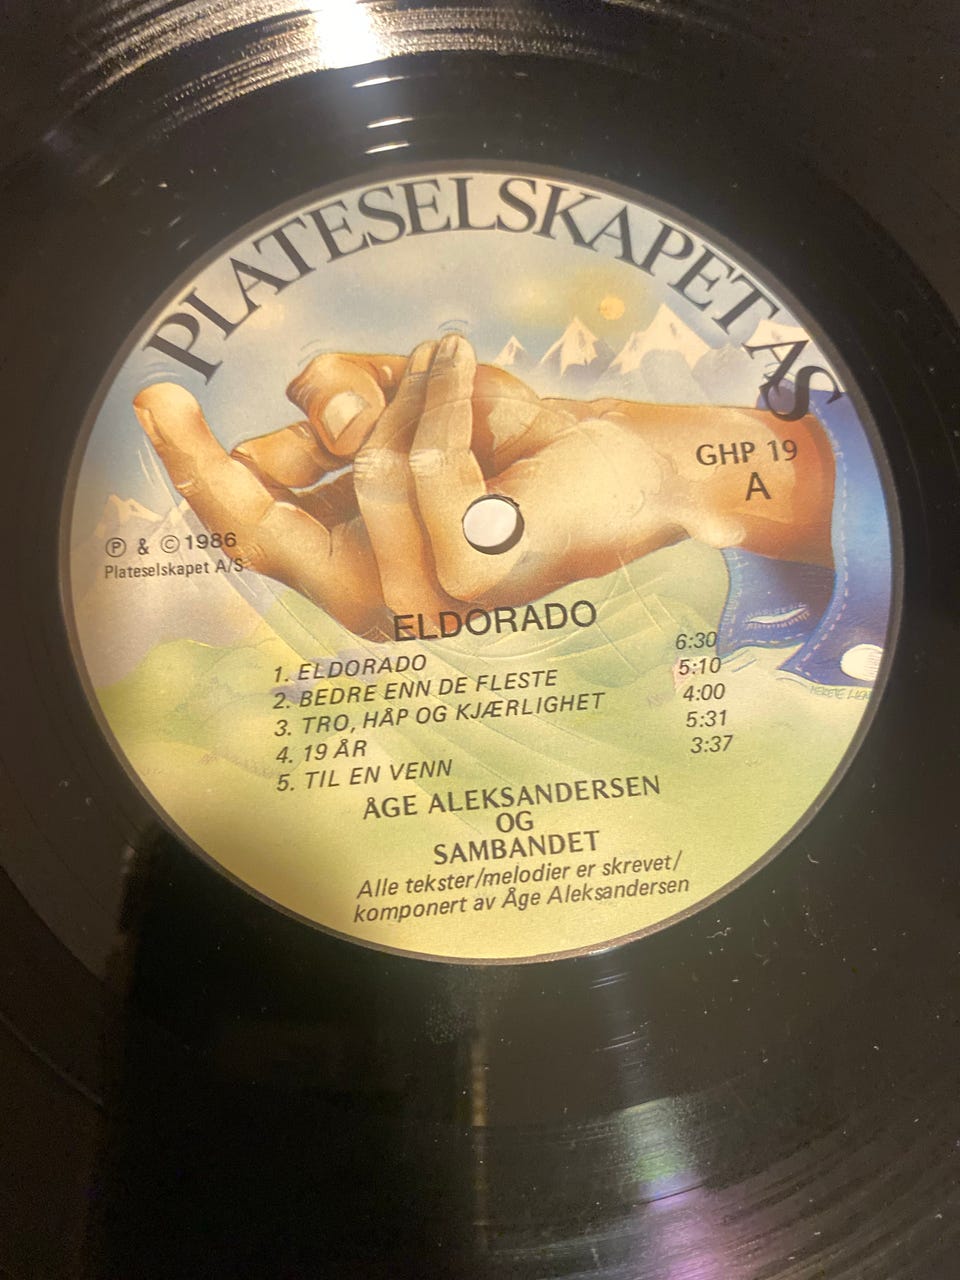 PLATESELSKAPET AS
GHP 19
A
Ⓟ & © 1986
Plateselskapet A/S
ELDORADO
1. ELDORADO 6:30
2. BEDRE ENN DE FLESTE 5:10
3. TRO, HÅP OG KJÆRLIGHET 4:00
4. 19 ÅR 5:31
5. TIL EN VENN 3:37
ÅGE ALEKSANDERSEN
OG
SAMBANDET
Alle tekster/melodier er skrevet/
komponert av Åge Aleksandersen